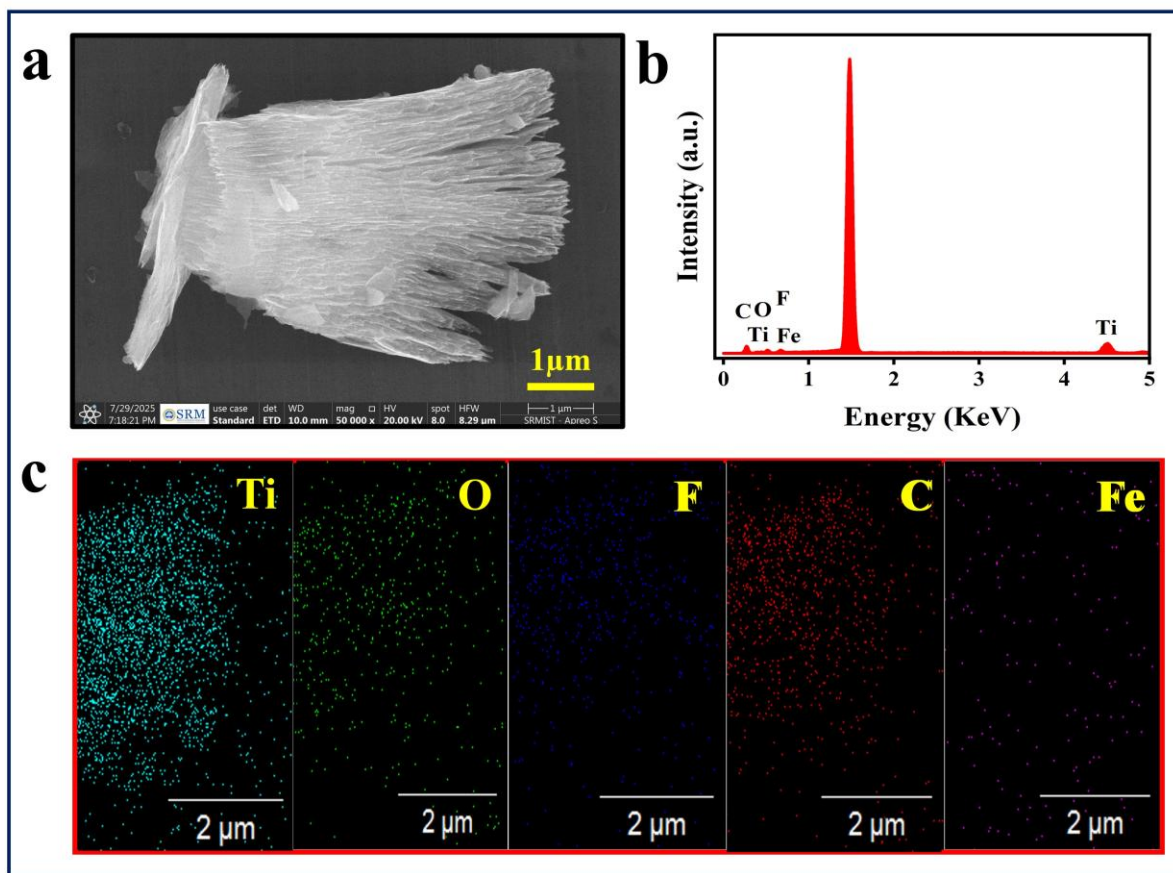 a
1µm
7/29/2025
7:18:21 PM
SRM
use case
Standard
det
ETD
WD
10.0 mm
mag
50 000 x
HV
20.00 kV
spot
8.0
HFW
8.29 µm
1 µm
SRMIST - Apreo S
b
Intensity (a.u.)
C
O
F
Ti
Fe
Ti
0
1
2
3
4
5
Energy (KeV)
c
Ti
O
F
C
Fe
2 µm
2 µm
2 µm
2 µm
2 µm